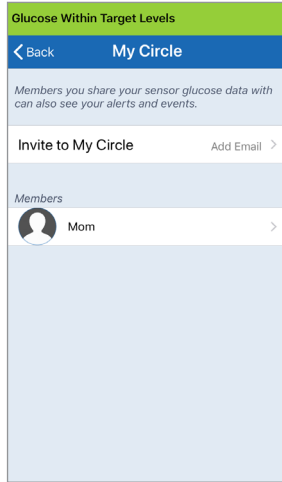 Glucose Within Target Levels
Back My Circle
Members you share your sensor glucose data with
can also see your alerts and events.
Invite to My Circle Add Email
Members
Mom